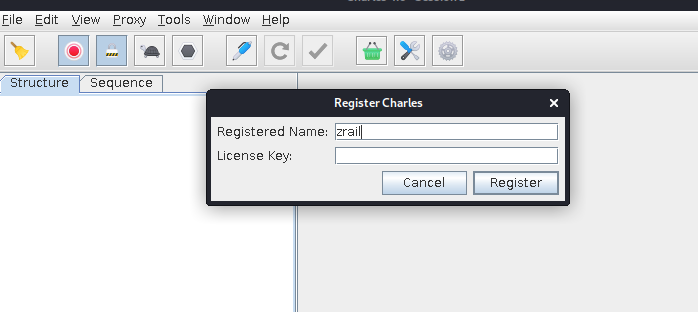 File Edit View Proxy Tools Window Help
Structure Sequence
Register Charles
Registered Name: zrail
License Key:
Cancel Register